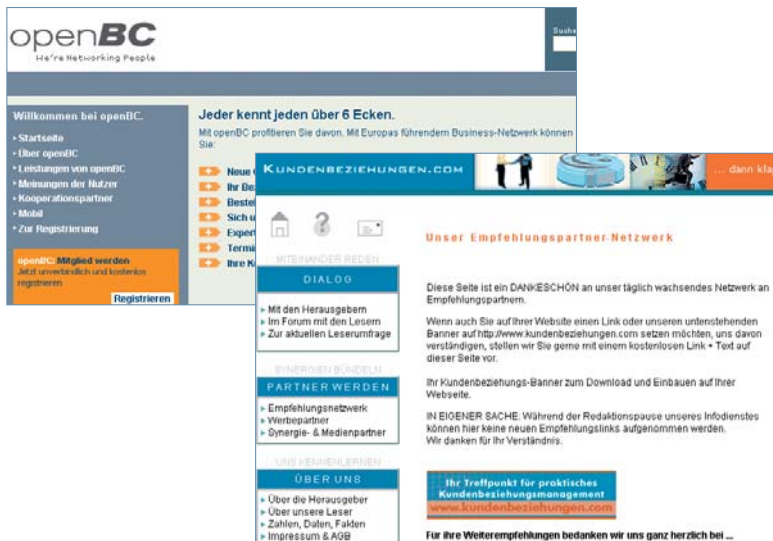 openBC
We're Networking People
Suche
Willkommen bei openBC.
Startseite
Über openBC
Leistungen von openBC
Meinungen der Nutzer
Kooperationspartner
Mobil
Zur Registrierung
openBC: Mitglied werden
Jetzt unverbindlich und kostenlos
registrieren
Registrieren
Jeder kennt jeden über 6 Ecken.
Mit openBC profitieren Sie davon. Mit Europas führendem Business-Netzwerk können
Sie:
Neue
Ihr Be
Bestel
Sich u
Expert
Termi
Ihre K
KUNDENBEZIEHUNGEN.COM
... dann kla
MITEINANDER REDEN
DIALOG
Mit den Herausgebern
Im Forum mit den Lesern
Zur aktuellen Leserumfrage
SYNERGIEN BÜNDELN
PARTNER WERDEN
Empfehlungsnetzwerk
Werbepartner
Synergie- & Medienpartner
UNS KENNENLERNEN
ÜBER UNS
Über die Herausgeber
Über unsere Leser
Zahlen, Daten, Fakten
Impressum & AGB
Unser Empfehlungspartner-Netzwerk
Diese Seite ist ein DANKESCHÖN an unser täglich wachsendes Netzwerk an
Empfehlungspartnern.
Wenn auch Sie auf Ihrer Website einen Link oder unseren untenstehenden
Banner auf http://www.kundenbeziehungen.com setzen möchten, uns davon
verständigen, stellen wir Sie gerne mit einem kostenlosen Link + Text auf
dieser Seite vor.
Ihr Kundenbeziehungs-Banner zum Download und Einbauen auf Ihrer
Webseite.
IN EIGENER SACHE: Während der Redaktionspause unseres Infodienstes
können hier keine neuen Empfehlungslinks aufgenommen werden.
Wir danken für Ihr Verständnis.
Ihr Treffpunkt für praktisches
Kundenbeziehungsmanagement
www.kundenbeziehungen.com
Für ihre Weiterempfehlungen bedanken wir uns ganz herzlich bei ...